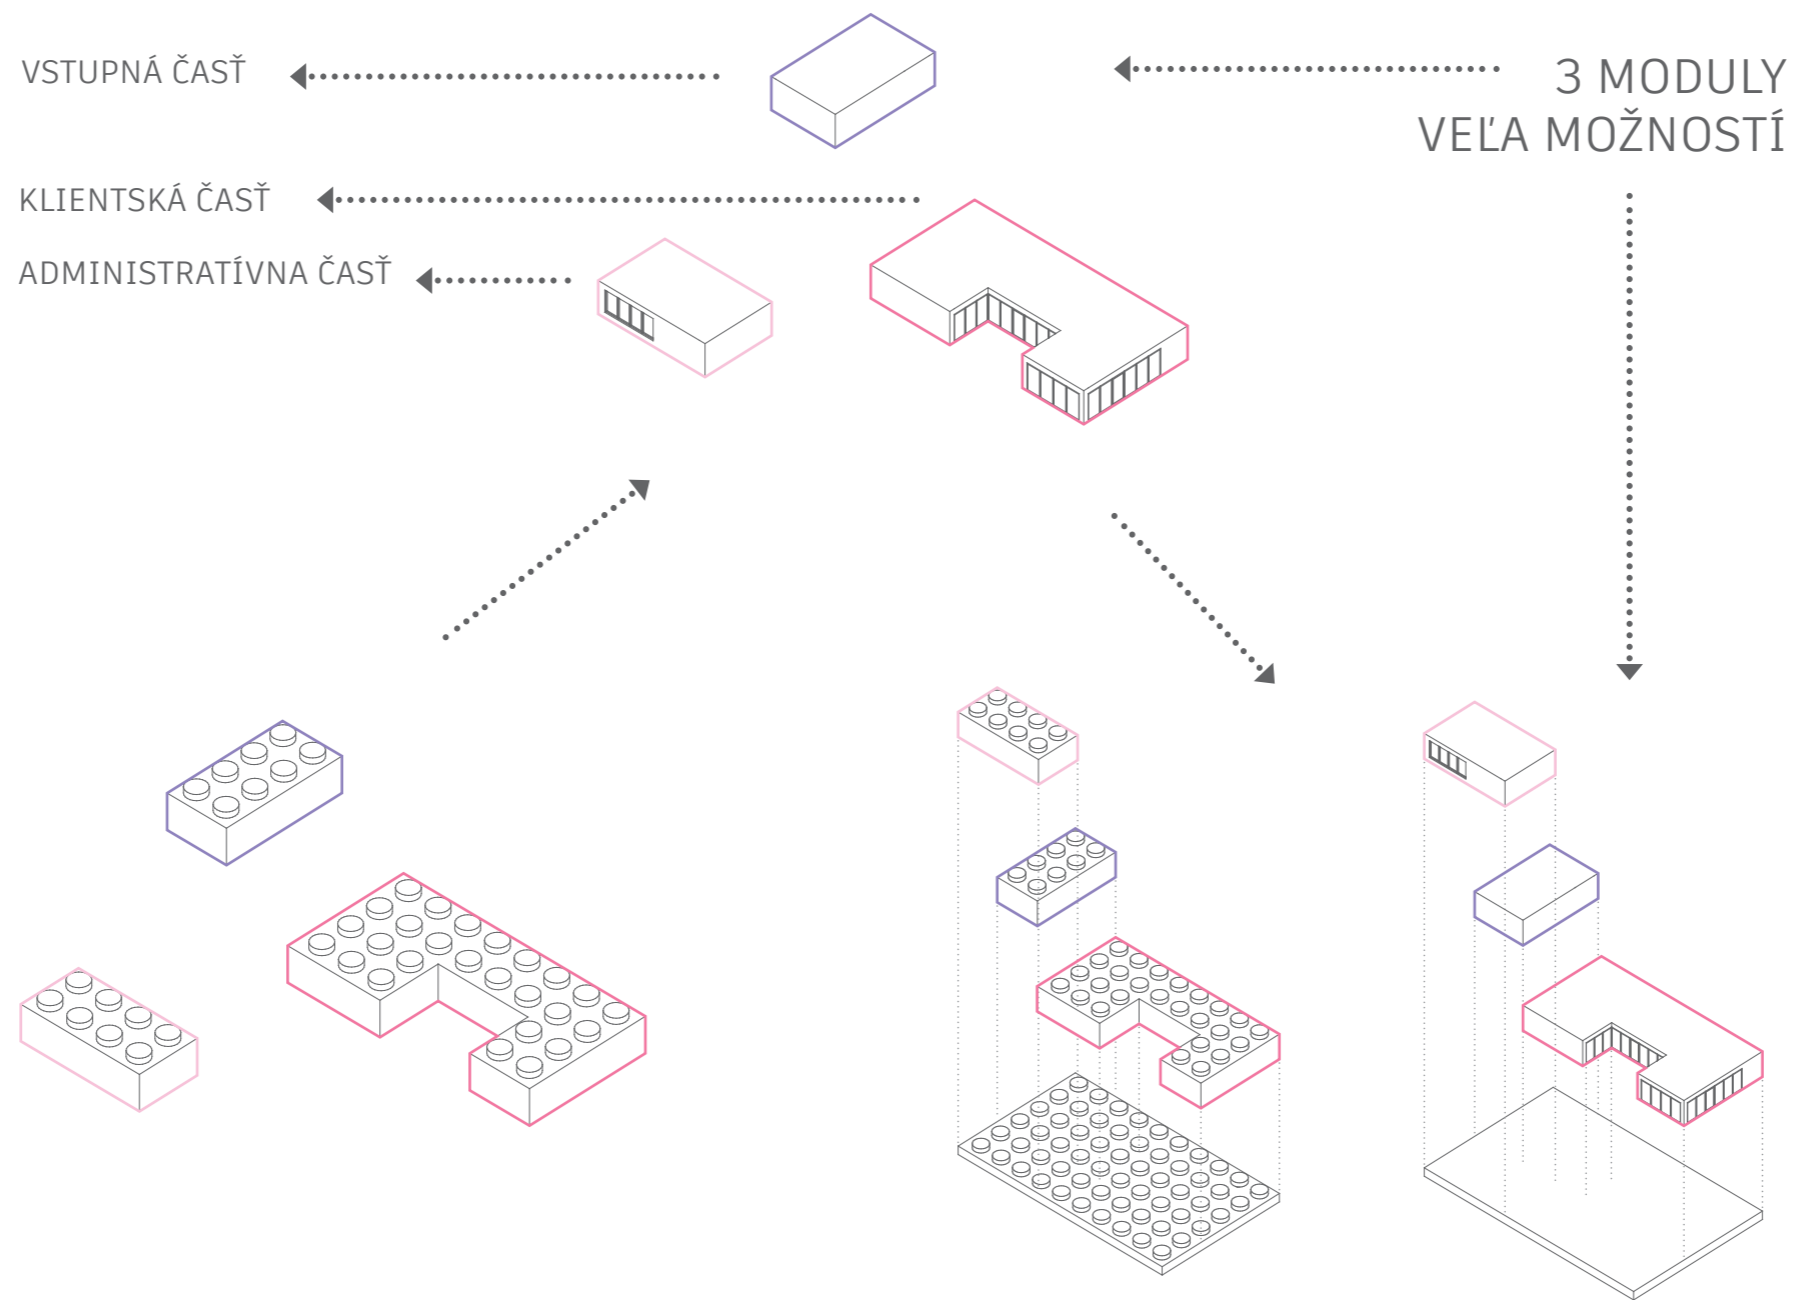 VSTUPNÁ ČASŤ
3 MODULY
VEĽA MOŽNOSTÍ
KLIENTSKÁ ČASŤ
ADMINISTRATÍVNA ČASŤ